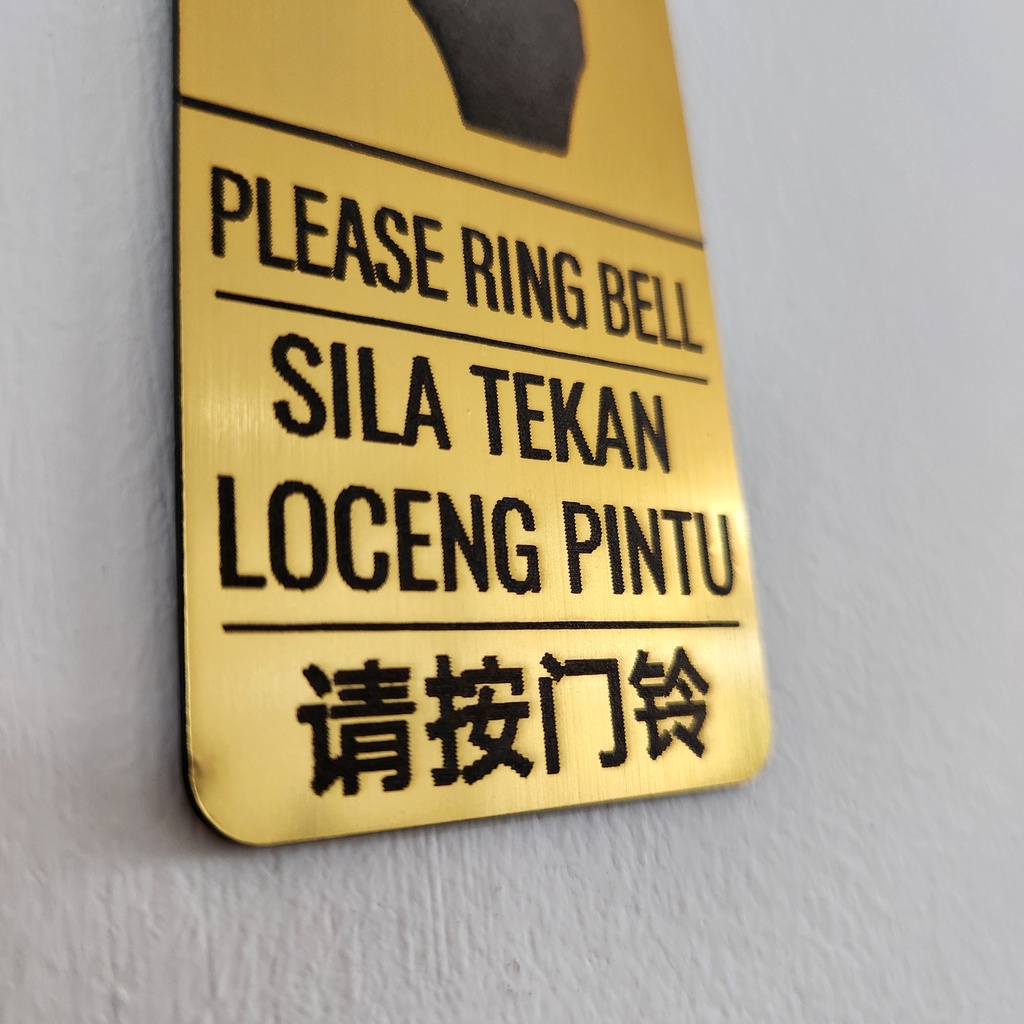 PLEASE RING BELL
SILA TEKAN
LOCENG PINTU
请按门铃